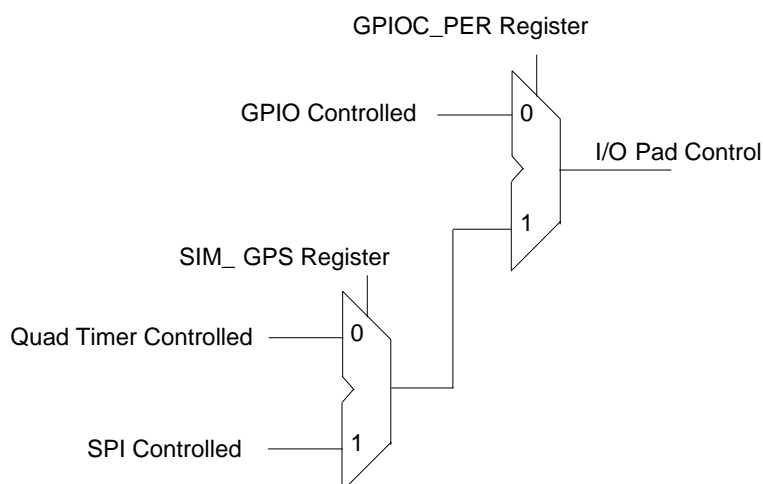 GPIOC_PER Register
GPIO Controlled
0
I/O Pad Control
1
SIM_ GPS Register
Quad Timer Controlled
0
SPI Controlled
1